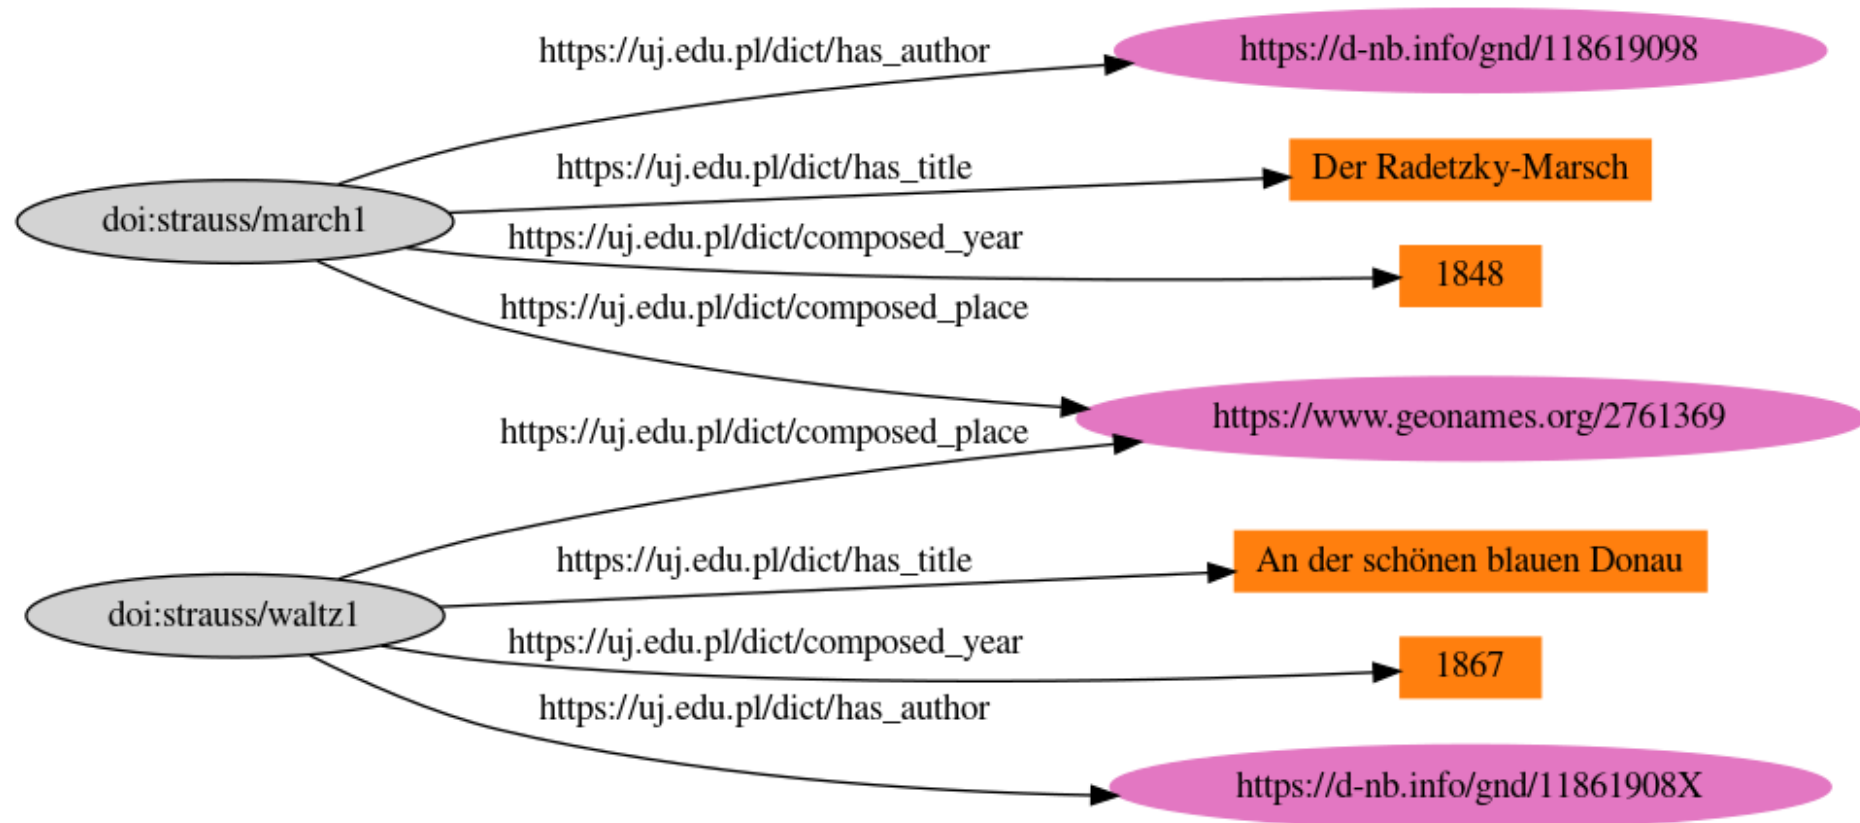 https://uj.edu.pl/dict/has_author
https://d-nb.info/gnd/118619098
https://uj.edu.pl/dict/has_title
Der Radetzky-Marsch
doi:strauss/march1
https://uj.edu.pl/dict/composed_year
1848
https://uj.edu.pl/dict/composed_place
https://www.geonames.org/2761369
https://uj.edu.pl/dict/composed_place
https://uj.edu.pl/dict/has_title
An der schönen blauen Donau
doi:strauss/waltz1
https://uj.edu.pl/dict/composed_year
1867
https://uj.edu.pl/dict/has_author
https://d-nb.info/gnd/11861908X